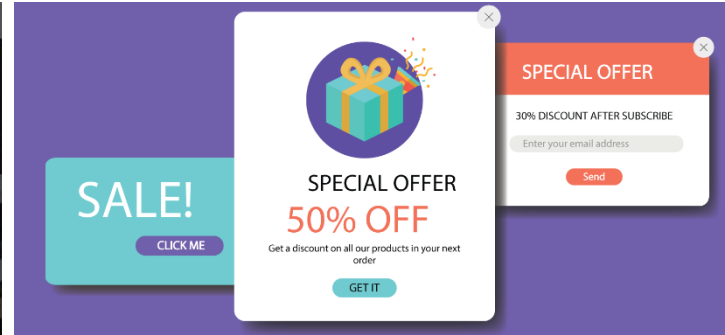 SALE!
CLICK ME
SPECIAL OFFER
50% OFF
Get a discount on all our products in your next
order
GET IT
SPECIAL OFFER
30% DISCOUNT AFTER SUBSCRIBE
Enter your email address
Send